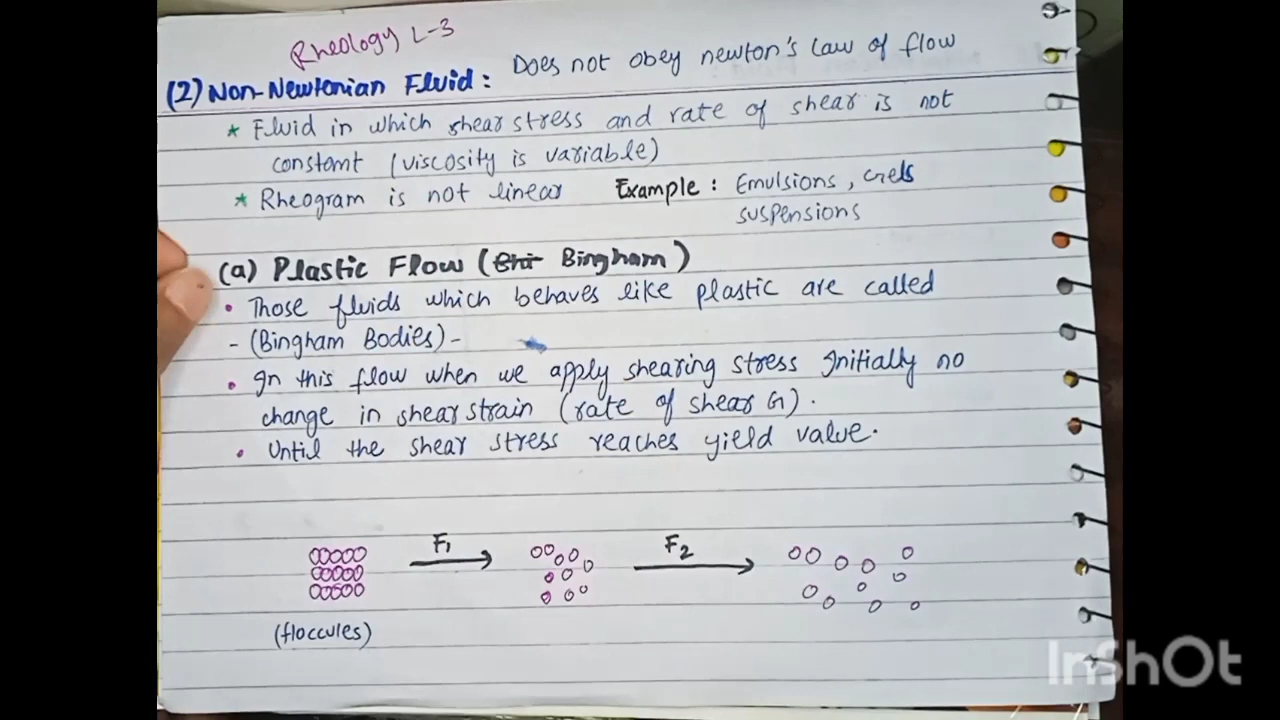 Rheology L-3
(2) Non-Newtonian Fluid : Does not obey newton's law of flow
* Fluid in which shear stress and rate of shear is not
constant (viscosity is variable)
* Rheogram is not linear Example : Emulsions, Gels
suspensions
(a) Plastic Flow ( Bingham )
• Those fluids which behaves like plastic are called
- (Bingham Bodies) -
• In this flow when we apply shearing stress Initially no
change in shear strain (rate of shear G).
• Until the shear stress reaches yield value.
F1 F2
(floccules)
InShOt